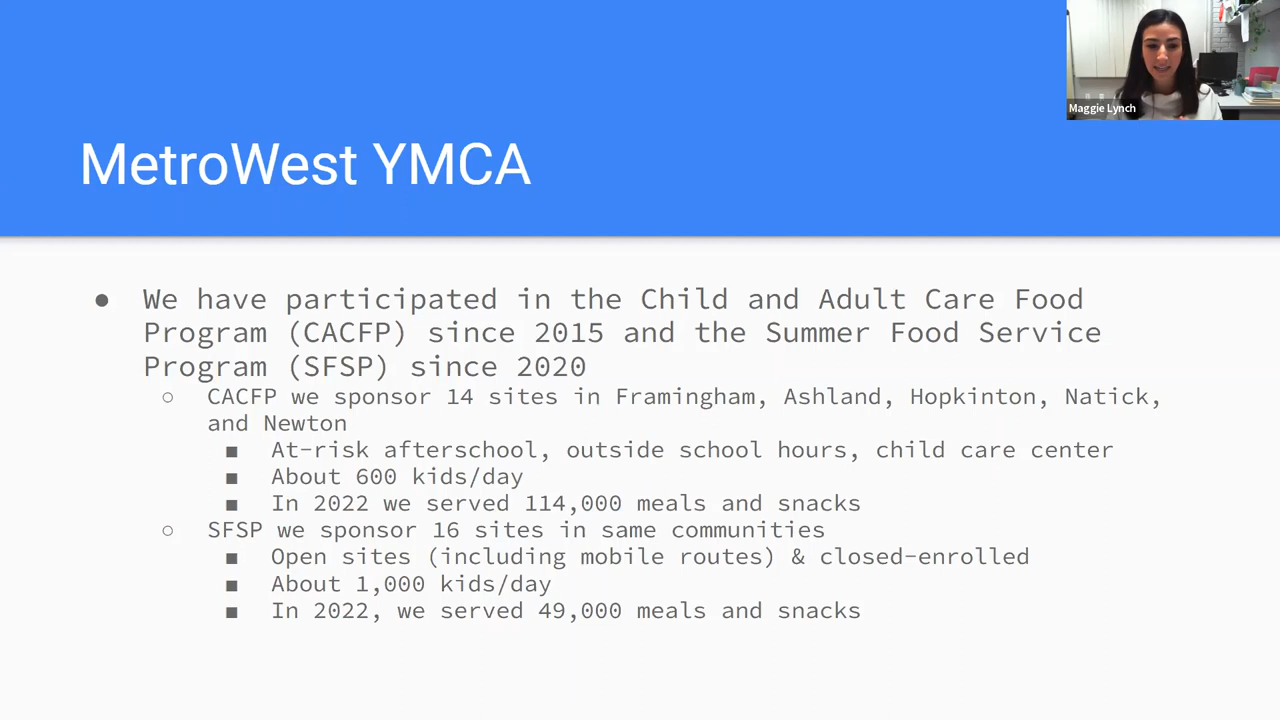 Maggie Lynch
MetroWest YMCA
● We have participated in the Child and Adult Care Food
Program (CACFP) since 2015 and the Summer Food Service
Program (SFSP) since 2020
○ CACFP we sponsor 14 sites in Framingham, Ashland, Hopkinton, Natick,
and Newton
■ At-risk afterschool, outside school hours, child care center
■ About 600 kids/day
■ In 2022 we served 114,000 meals and snacks
○ SFSP we sponsor 16 sites in same communities
■ Open sites (including mobile routes) & closed-enrolled
■ About 1,000 kids/day
■ In 2022, we served 49,000 meals and snacks